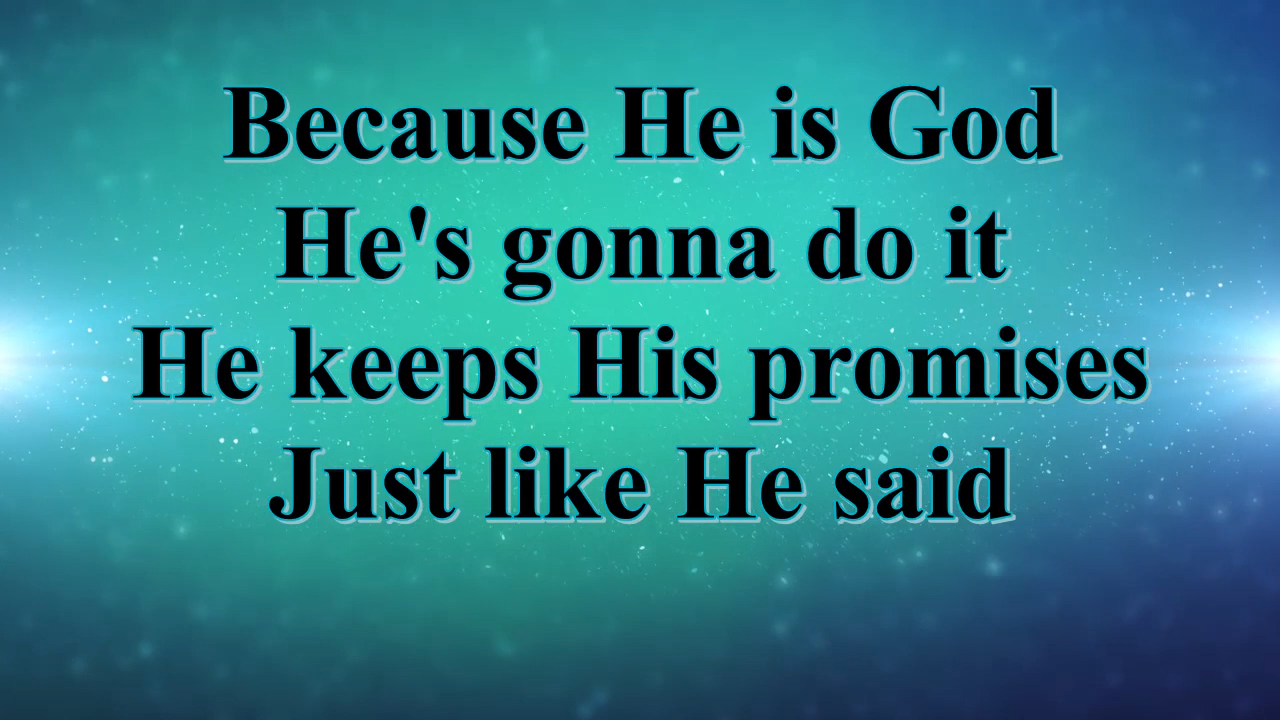 Because He is God
He's gonna do it
He keeps His promises
Just like He said